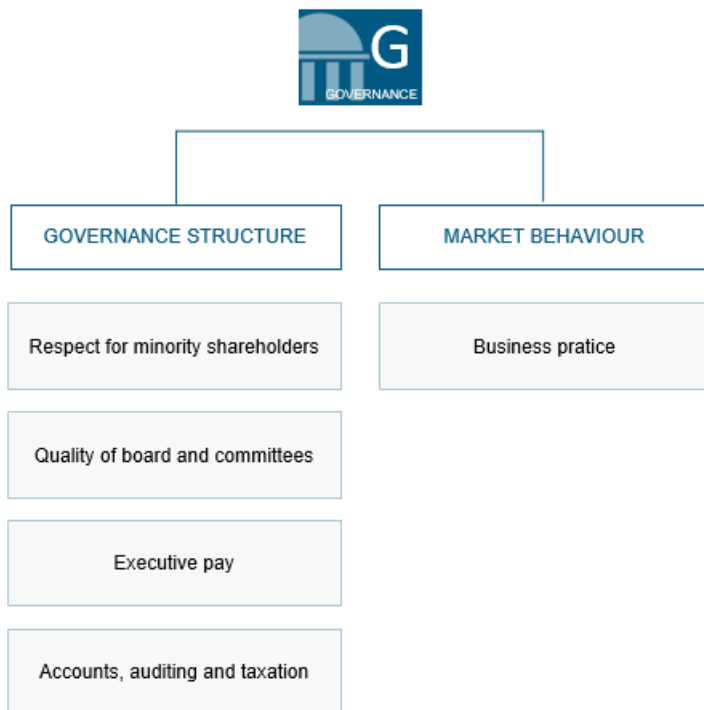 G
GOVERNANCE
GOVERNANCE STRUCTURE
MARKET BEHAVIOUR
Respect for minority shareholders
Business pratice
Quality of board and committees
Executive pay
Accounts, auditing and taxation